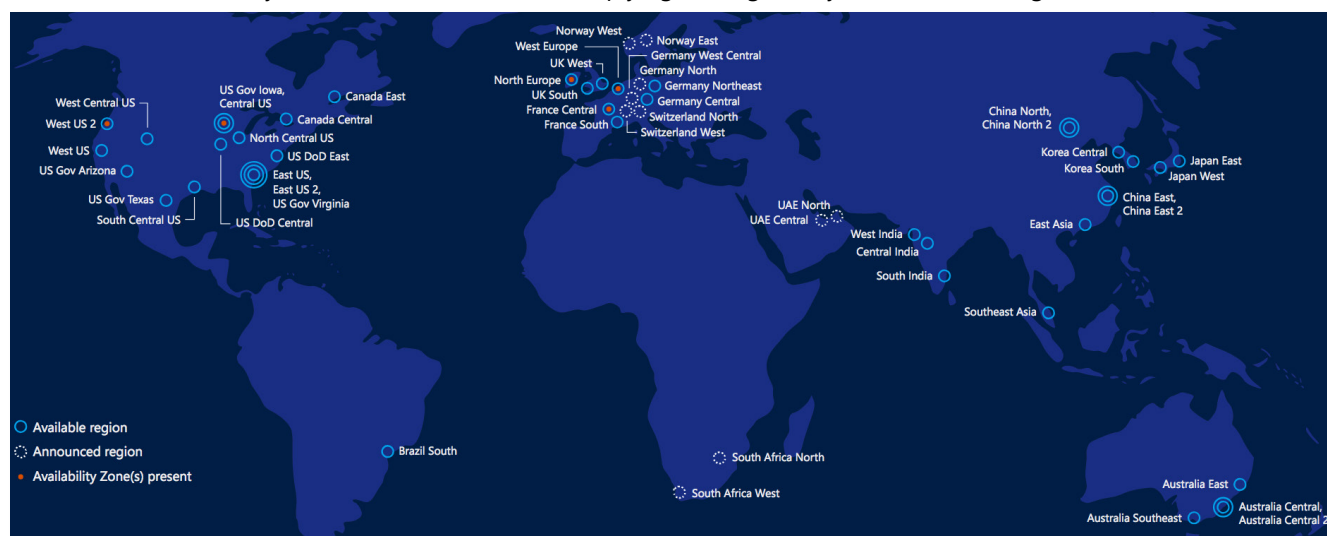 Norway West
Norway East
West Europe
Germany West Central
UK West
Germany North
North Europe
Germany Northeast
UK South
Germany Central
France Central
Switzerland North
France South
Switzerland West
West Central US
US Gov Iowa,
Central US
Canada East
West US 2
Canada Central
North Central US
West US
US DoD East
US Gov Arizona
East US,
East US 2,
US Gov Virginia
US Gov Texas
South Central US
US DoD Central
China North,
China North 2
Korea Central
Korea South
Japan East
Japan West
China East,
China East 2
East Asia
UAE North
UAE Central
West India
Central India
South India
Southeast Asia
Available region
Announced region
Availability Zone(s) present
Brazil South
South Africa North
South Africa West
Australia East
Australia Central,
Australia Central 2
Australia Southeast